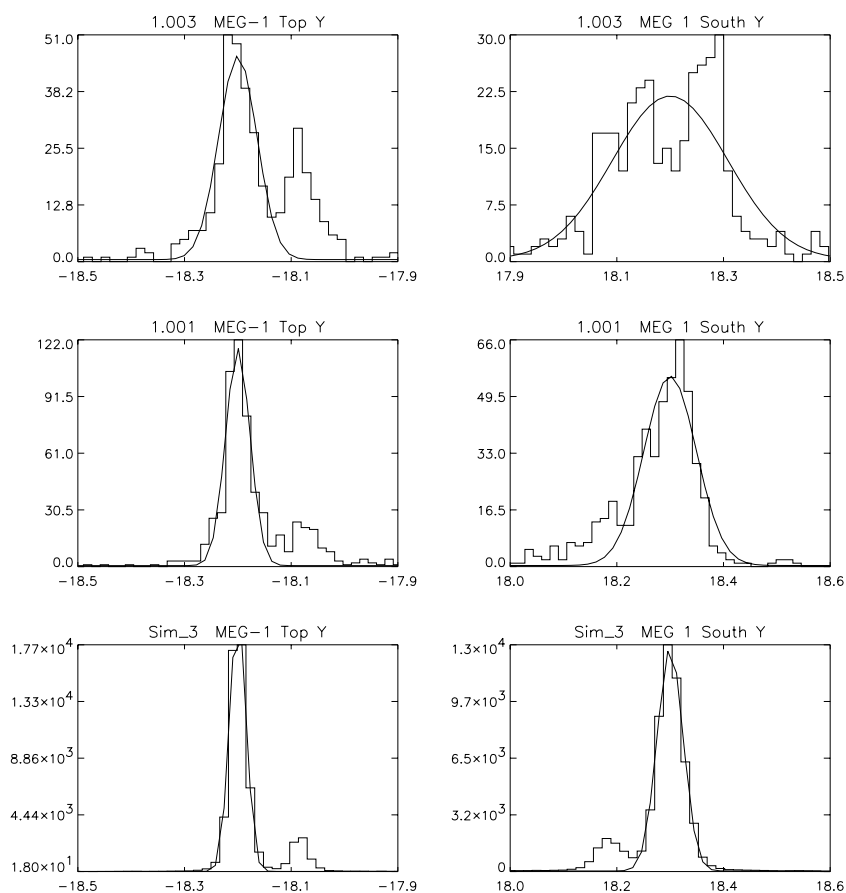 1.003 MEG-1 Top Y
51.0
38.2
25.5
12.8
0.0
-18.5 -18.3 -18.1 -17.9
1.003 MEG 1 South Y
30.0
22.5
15.0
7.5
0.0
17.9 18.1 18.3 18.5
1.001 MEG-1 Top Y
122.0
91.5
61.0
30.5
0.0
-18.5 -18.3 -18.1 -17.9
1.001 MEG 1 South Y
66.0
49.5
33.0
16.5
0.0
18.0 18.2 18.4 18.6
Sim_3 MEG-1 Top Y
1.77×10^4
1.33×10^4
8.86×10^3
4.44×10^3
1.80×10^1
-18.5 -18.3 -18.1 -17.9
Sim_3 MEG 1 South Y
1.3×10^4
9.7×10^3
6.5×10^3
3.2×10^3
0
18.0 18.2 18.4 18.6